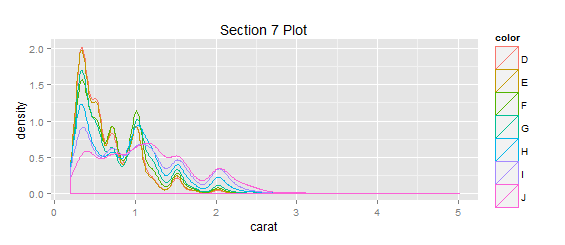 Section 7 Plot
density
2.0
1.5
1.0
0.5
0.0
0 1 2 3 4 5
carat
color
D
E
F
G
H
I
J